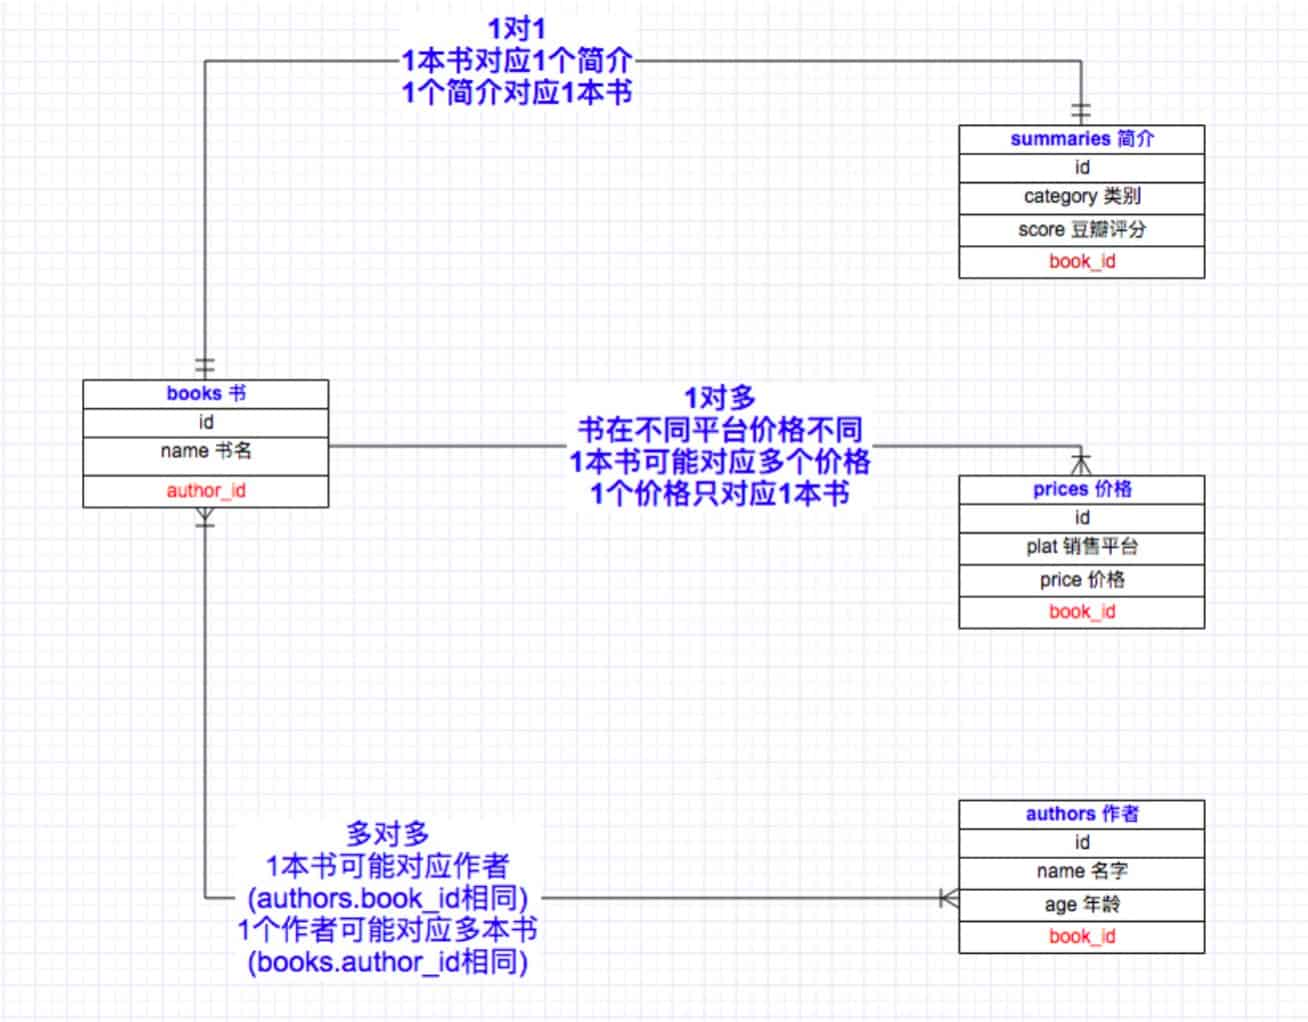 1对1
1本书对应1个简介
1个简介对应1本书
summaries 简介
id
category 类别
score 豆瓣评分
book_id
books 书
id
name 书名
author_id
1对多
书在不同平台价格不同
1本书可能对应多个价格
1个价格只对应1本书
prices 价格
id
plat 销售平台
price 价格
book_id
多对多
1本书可能对应作者
(authors.book_id相同)
1个作者可能对应多本书
(books.author_id相同)
authors 作者
id
name 名字
age 年龄
book_id